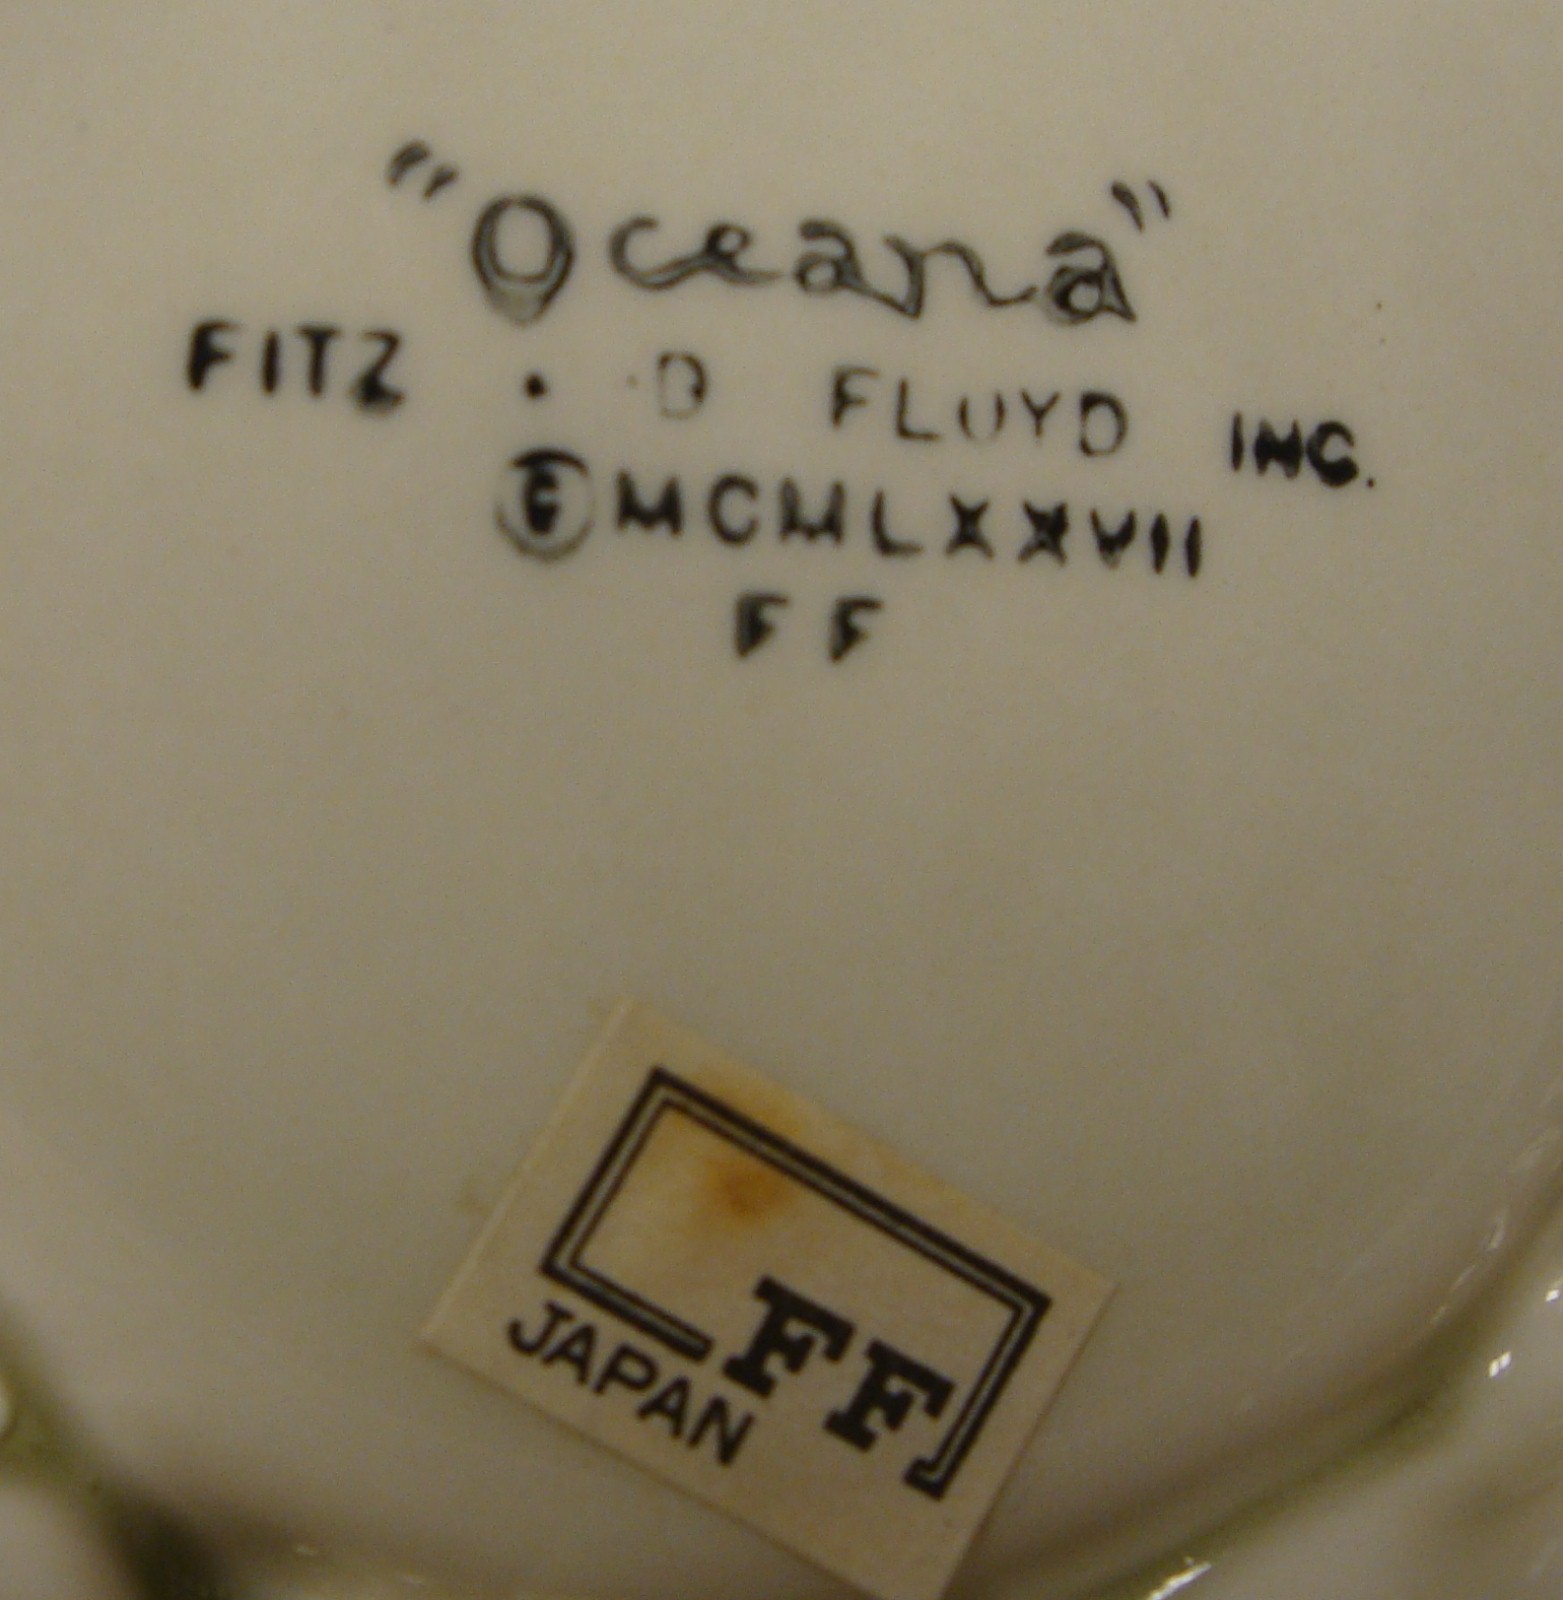 "Oceana"
FITZ · D FLOYD INC.
©MCMLXXVII
FF
FF
JAPAN